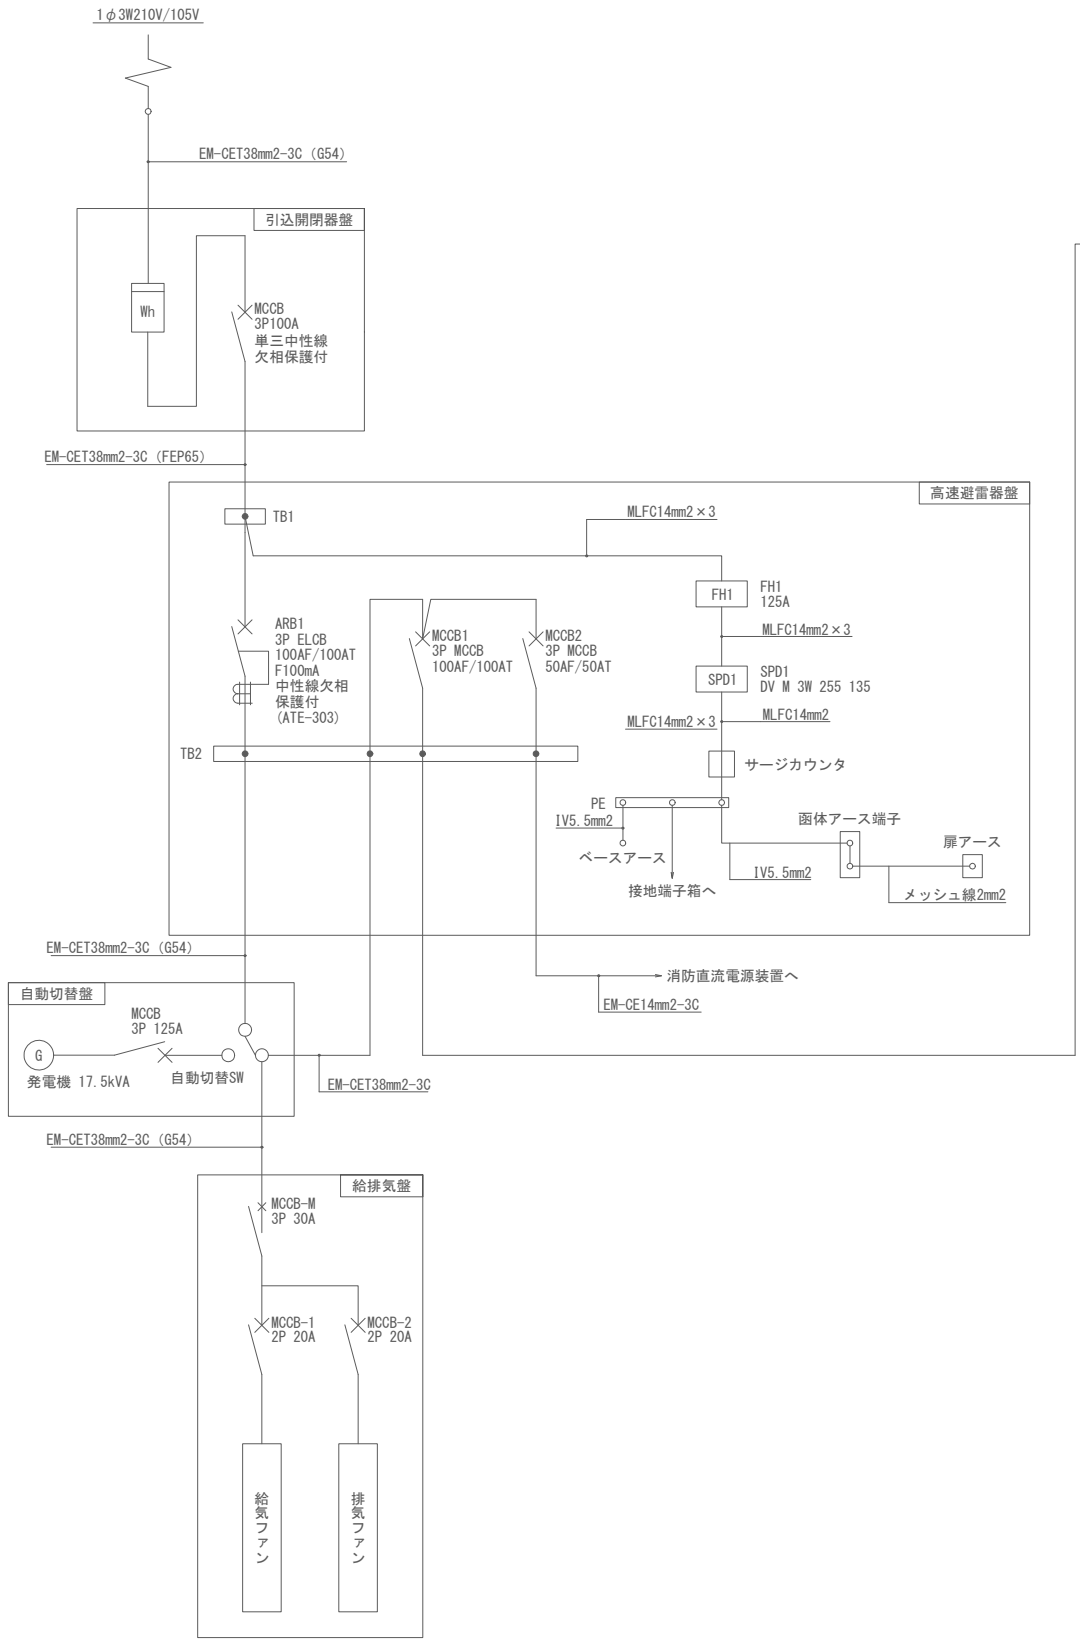 1φ3W210V/105V
EM-CET38mm2-3C (G54)
引込開閉器盤
Wh
MCCB
3P100A
単三中性線
欠相保護付
EM-CET38mm2-3C (FEP65)
高速避雷器盤
TB1
MLFC14mm2×3
FH1
FH1
125A
ARB1
3P ELCB
100AF/100AT
F100mA
中性線欠相
保護付
(ATE-303)
MCCB1
3P MCCB
100AF/100AT
MCCB2
3P MCCB
50AF/50AT
MLFC14mm2×3
SPD1
SPD1
DV M 3W 255 135
MLFC14mm2×3
MLFC14mm2
TB2
サージカウンタ
PE
IV5.5mm2
ベースアース
接地端子箱へ
函体アース端子
扉アース
IV5.5mm2
メッシュ線2mm2
EM-CET38mm2-3C (G54)
消防直流電源装置へ
EM-CE14mm2-3C
自動切替盤
MCCB
3P 125A
G
発電機 17.5kVA
自動切替SW
EM-CET38mm2-3C
EM-CET38mm2-3C (G54)
給排気盤
MCCB-M
3P 30A
MCCB-1
2P 20A
MCCB-2
2P 20A
給気ファン
排気ファン